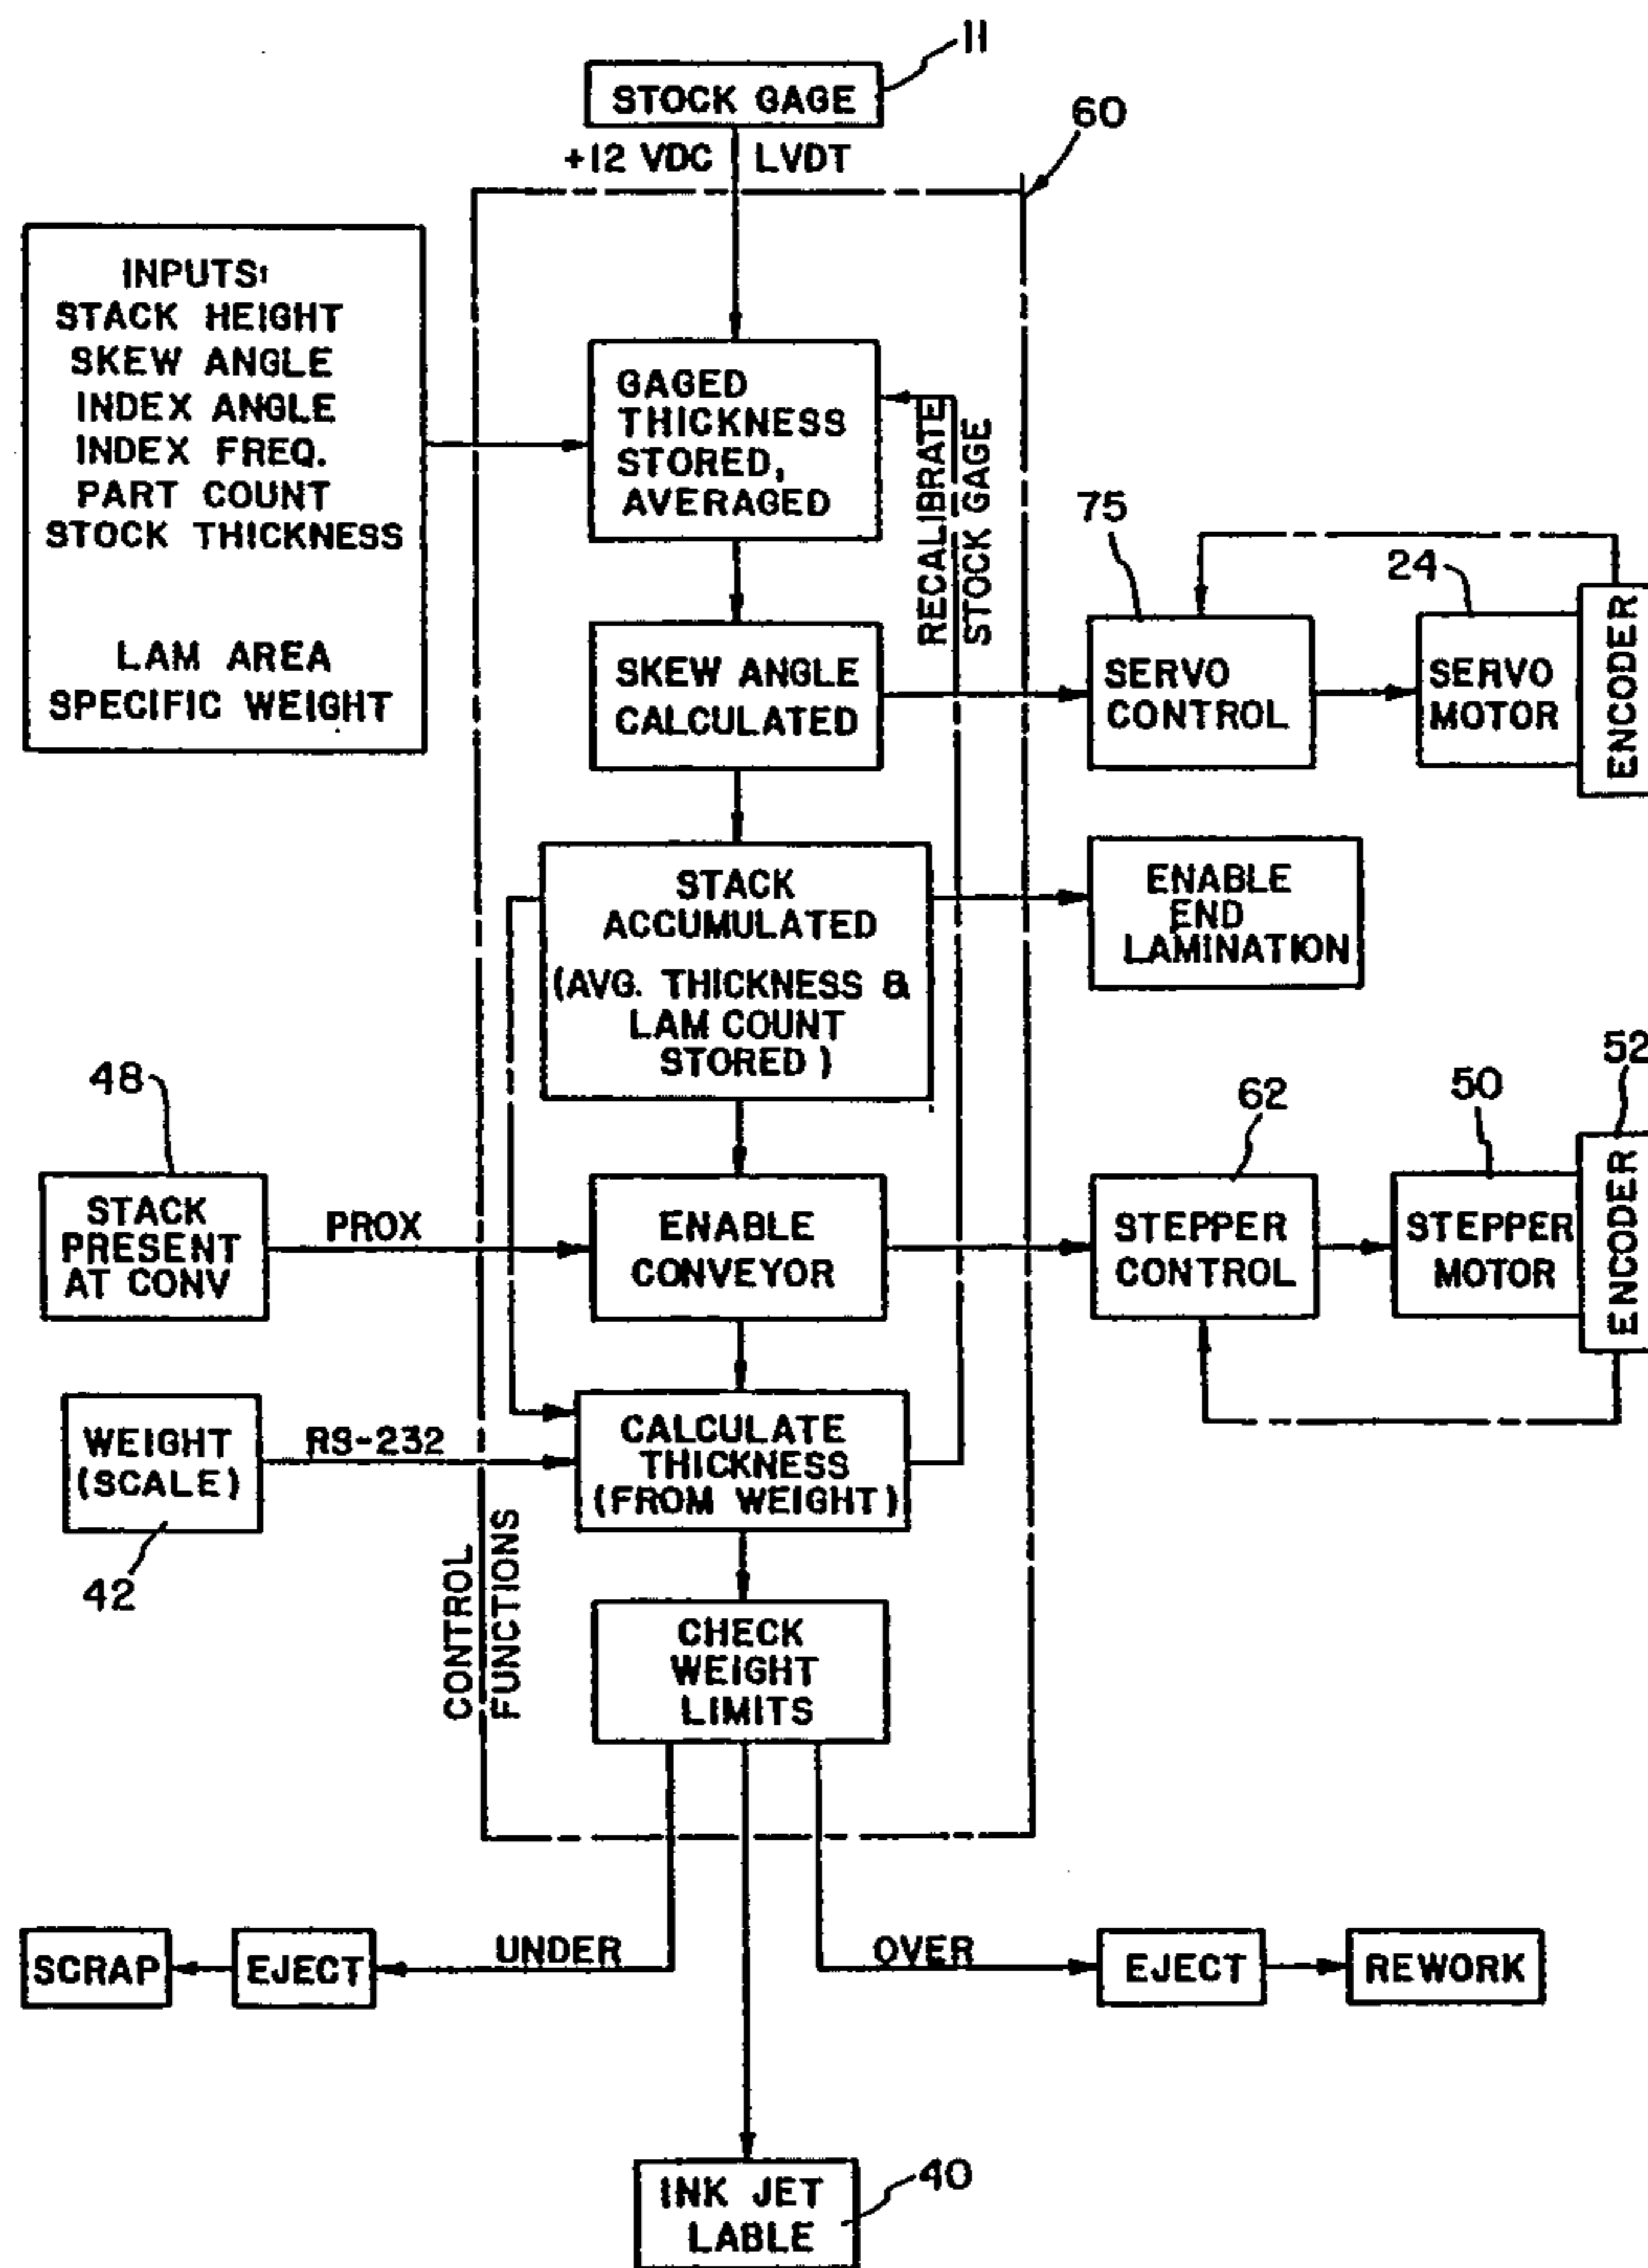 11
STOCK GAGE
+12 VDC LVDT
60
INPUTS:
STACK HEIGHT
SKEW ANGLE
INDEX ANGLE
INDEX FREQ.
PART COUNT
STOCK THICKNESS
LAM AREA
SPECIFIC WEIGHT
GAGED
THICKNESS
STORED,
AVERAGED
RECALIBRATE
STOCK GAGE
SKEW ANGLE
CALCULATED
75
SERVO
CONTROL
24
SERVO
MOTOR
ENCODER
STACK
ACCUMULATED
(AVG. THICKNESS &
LAM COUNT
STORED)
ENABLE
END
LAMINATION
48
STACK
PRESENT
AT CONV
PROX
ENABLE
CONVEYOR
62
STEPPER
CONTROL
50
STEPPER
MOTOR
52
ENCODER
WEIGHT
(SCALE)
42
RS-232
CALCULATE
THICKNESS
(FROM WEIGHT)
CONTROL
FUNCTIONS
CHECK
WEIGHT
LIMITS
SCRAP
EJECT
UNDER
OVER
EJECT
REWORK
INK JET
LABLE
40